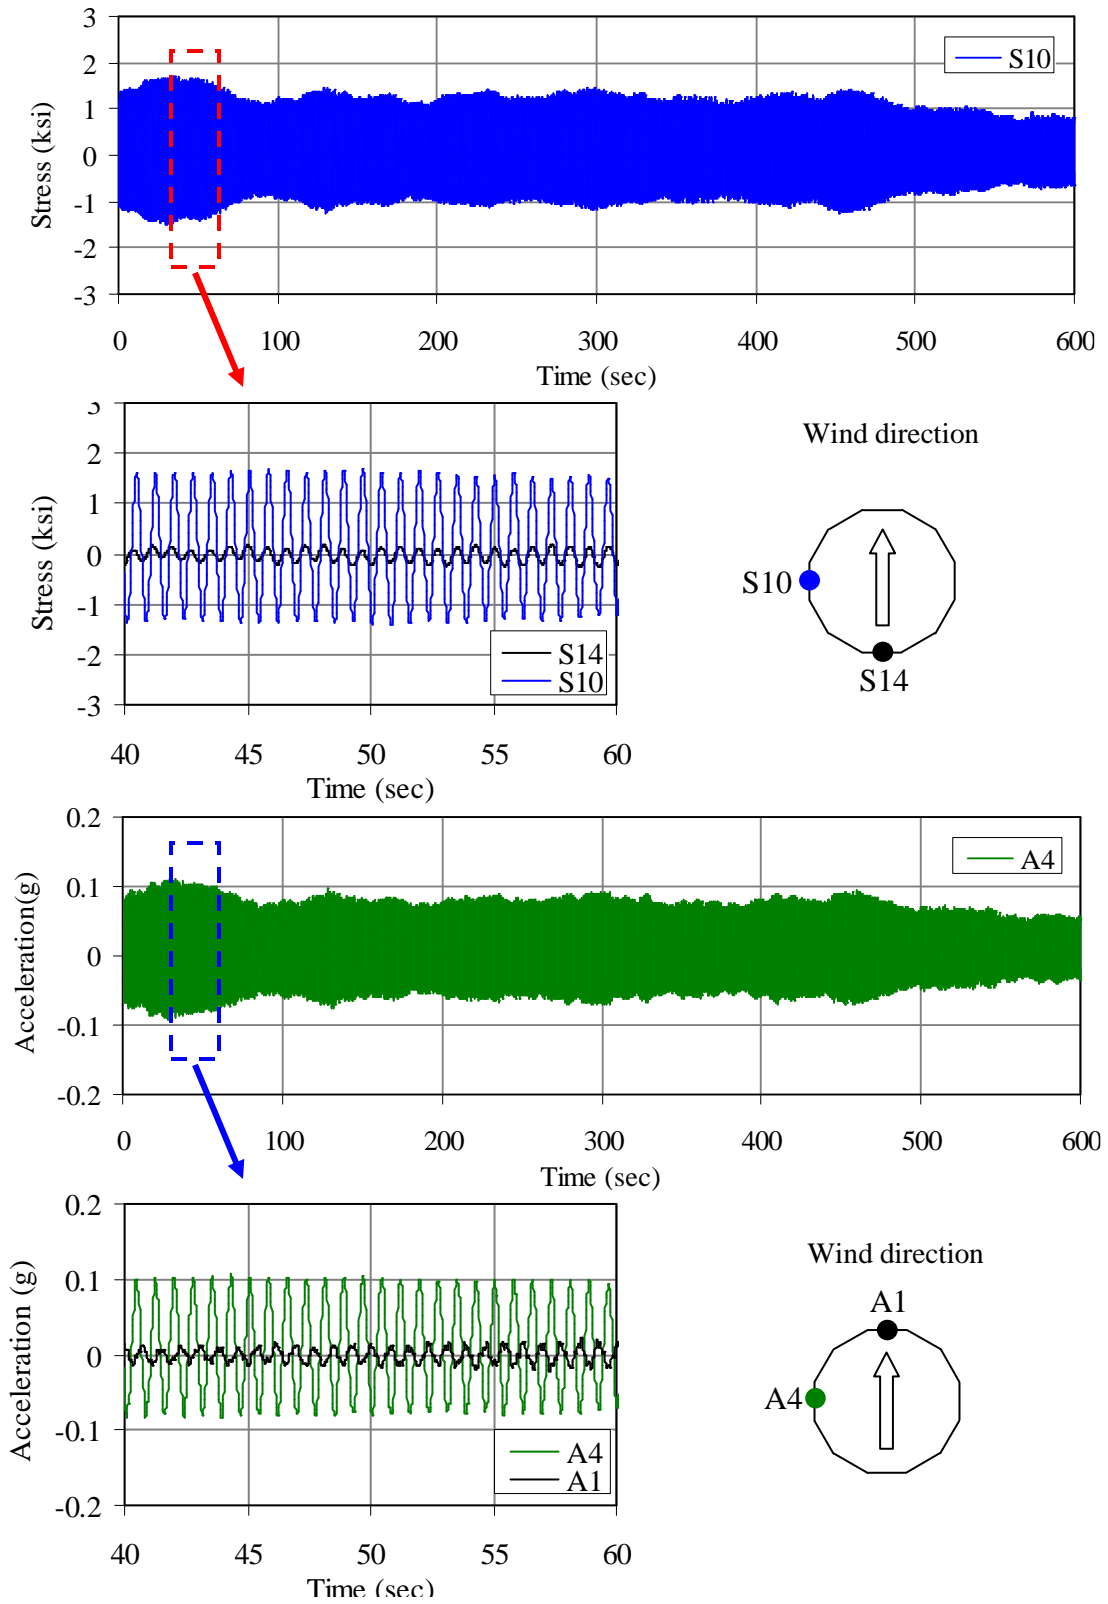 3
2
1
0
-1
-2
-3
Stress (ksi)
S10
0 100 200 300 400 500 600
Time (sec)
3
2
1
0
-1
-2
-3
Stress (ksi)
S14
S10
40 45 50 55 60
Time (sec)
Wind direction
S10
S14
0.2
0.1
0
-0.1
-0.2
Acceleration(g)
A4
0 100 200 300 400 500 600
Time (sec)
0.2
0.1
0
-0.1
-0.2
Acceleration (g)
A4
A1
40 45 50 55 60
Time (sec)
Wind direction
A1
A4